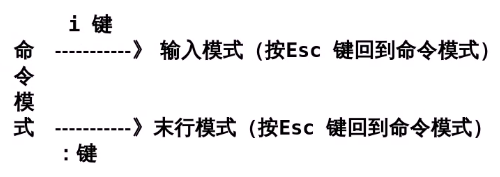 i 键
命 -----------》 输入模式（按Esc 键回到命令模式）
令
模
式 -----------》末行模式（按Esc 键回到命令模式）
：键